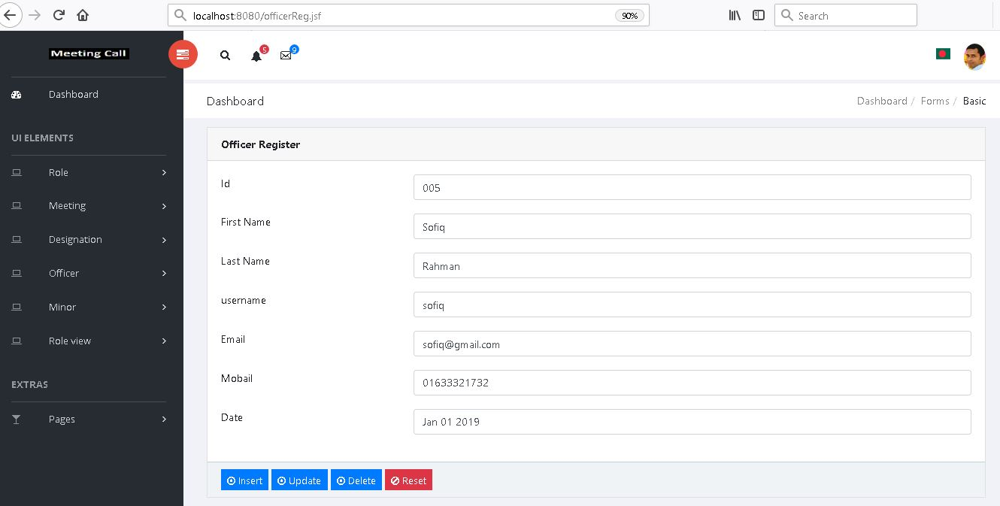 localhost:8080/officerReg.jsf
90%
Search
Meeting Call
5
9
Dashboard
UI ELEMENTS
Role
Meeting
Designation
Officer
Minor
Role view
EXTRAS
Pages
Dashboard
Dashboard / Forms / Basic
Officer Register
Id 005
First Name Sofiq
Last Name Rahman
username sofiq
Email sofiq@gmail.com
Mobail 01633321732
Date Jan 01 2019
Insert Update Delete Reset